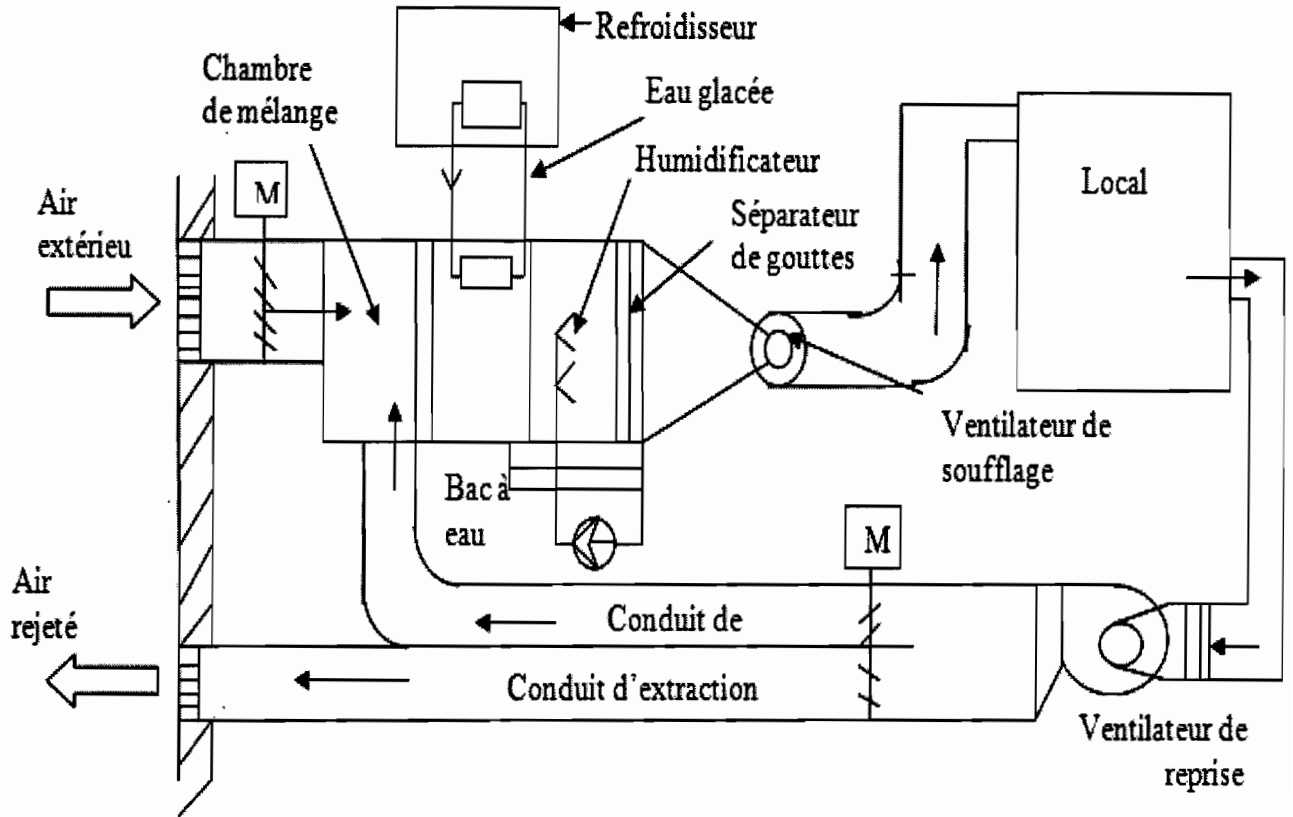 Refroidisseur
Chambre
de mélange
Eau glacée
Humidificateur
Séparateur
de gouttes
Local
M
Air
extérieu
Ventilateur de
soufflage
Bac à
eau
M
Air
rejeté
Conduit de
Conduit d'extraction
Ventilateur de
reprise